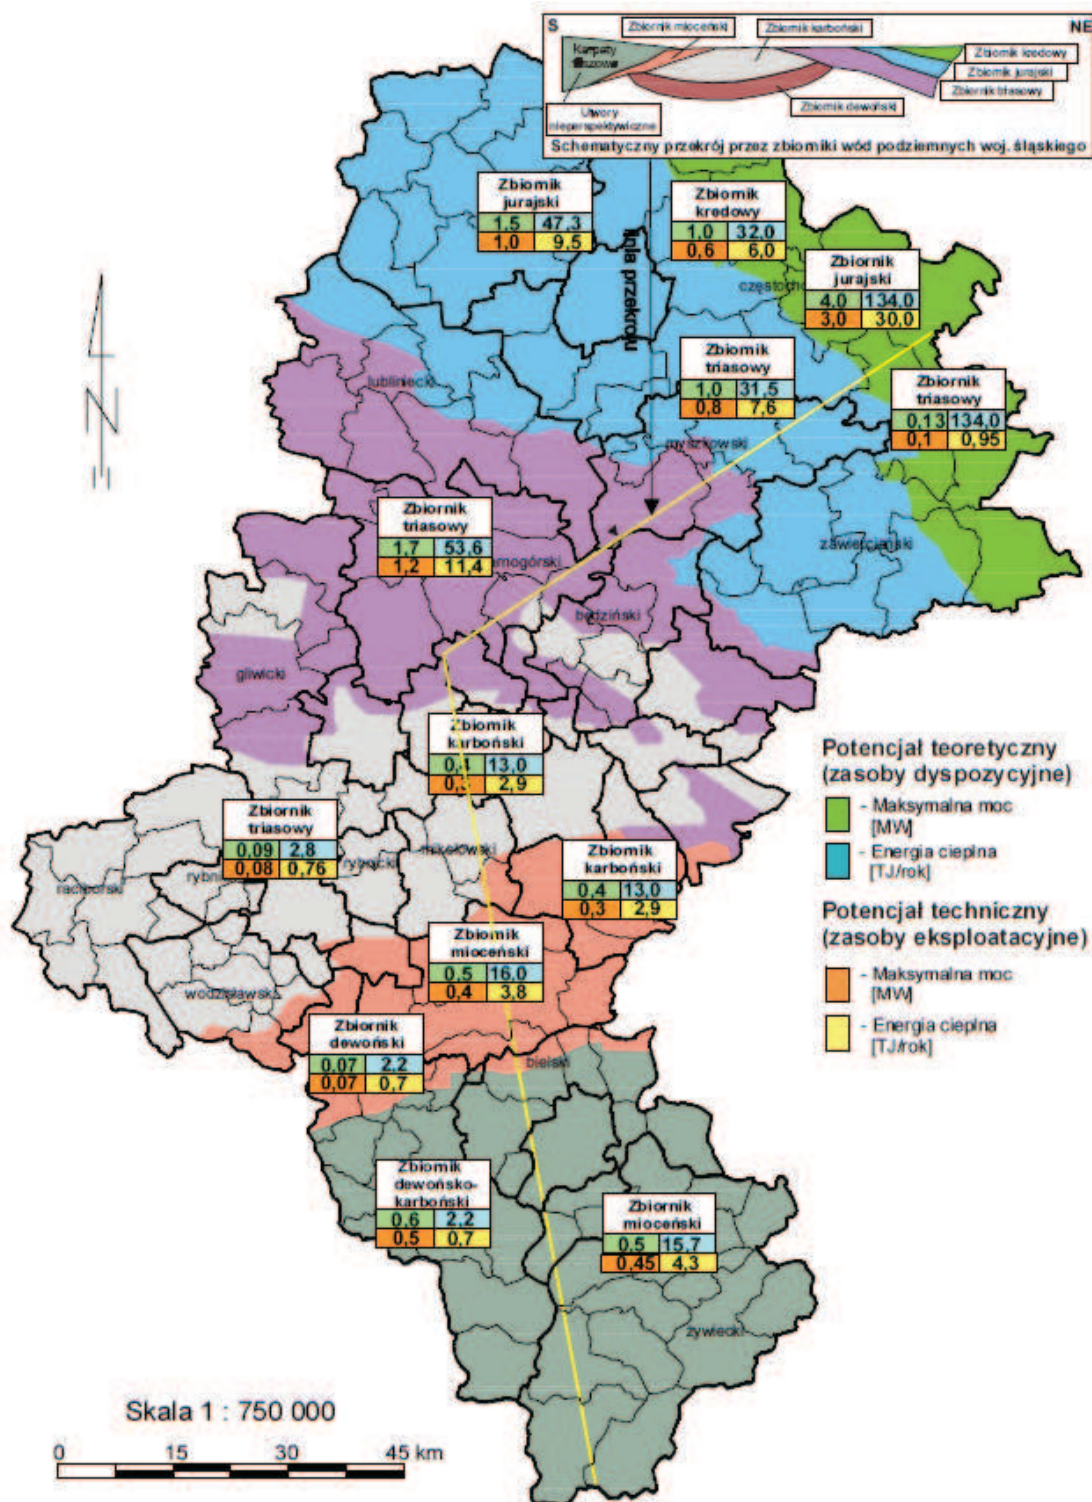 S
NE
Zbiornik mioceński
Zbiornik karboński
Karpaty
fliszowe
Zbiornik kredowy
Zbiornik jurajski
Zbiornik triasowy
Zbiornik dewoński
Utwory
nieperspektywiczne
Schematyczny przekrój przez zbiorniki wód podziemnych woj. śląskiego
Zbiornik
jurajski
1.5 47,3
1,0 9,5
Zbiornik
kredowy
1.0 32,0
0,6 6,0
linia przekroju
częstocho
Zbiornik
jurajski
4,0 134,0
3,0 30,0
Zbiornik
triasowy
1,0 31,5
0,8 7,6
lubliniecki
Zbiornik
triasowy
0,13 134,0
0,1 0,95
myszkowski
N
Zbiornik
triasowy
1,7 53,6
1,2 11,4
rnogórski
zawierciański
będziński
gliwicki
Zbiornik
karboński
0,4 13,0
0,3 2,9
Potencjał teoretyczny
(zasoby dyspozycyjne)
- Maksymalna moc
[MW]
- Energia cieplna
[TJ/rok]
Zbiornik
triasowy
0,09 2,8
0,08 0,76
raciborski
rybni
rybnicki
mikołowski
Zbiornik
karboński
0,4 13,0
0,3 2,9
Potencjał techniczny
(zasoby eksploatacyjne)
- Maksymalna moc
[MW]
- Energia cieplna
[TJ/rok]
Zbiornik
mioceński
0,5 16,0
0,4 3,8
wodzisławski
Zbiornik
dewoński
0,07 2,2
0,07 0,7
bielski
Zbiornik
dewońsko-
karboński
0,6 2,2
0,5 0,7
Zbiornik
mioceński
0,5 15,7
0,45 4,3
żywiecki
Skala 1 : 750 000
0 15 30 45 km